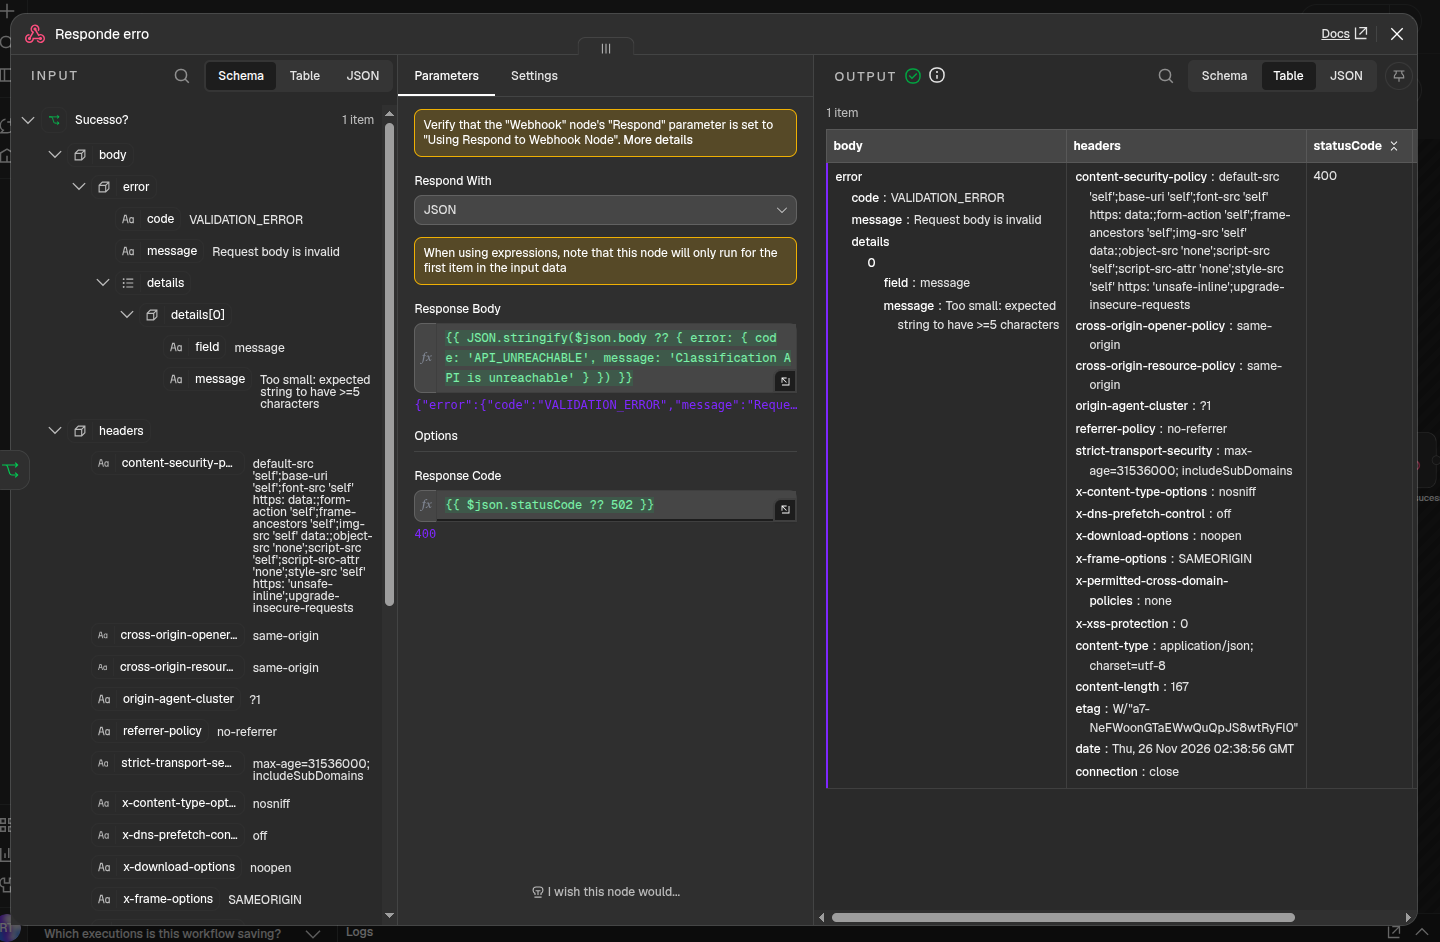 Responde erro
Docs
INPUT
Schema
Table
JSON
Sucesso?
1 item
body
error
Aa code VALIDATION_ERROR
Aa message Request body is invalid
details
details[0]
Aa field message
Aa message Too small: expected
string to have >=5
characters
headers
Aa content-security-p... default-src
'self';base-uri
'self';font-src 'self'
https: data:;form-
action 'self';frame-
ancestors 'self';img-
src 'self' data:;object-
src 'none';script-src
'self';script-src-attr
'none';style-src 'self'
https: 'unsafe-
inline';upgrade-
insecure-requests
Aa cross-origin-opener... same-origin
Aa cross-origin-resour... same-origin
Aa origin-agent-cluster ?1
Aa referrer-policy no-referrer
Aa strict-transport-se... max-age=31536000;
includeSubDomains
Aa x-content-type-opt... nosniff
Aa x-dns-prefetch-con... off
Aa x-download-options noopen
Aa x-frame-options SAMEORIGIN
Parameters
Settings
Verify that the "Webhook" node's "Respond" parameter is set to
"Using Respond to Webhook Node". More details
Respond With
JSON
When using expressions, note that this node will only run for the
first item in the input data
Response Body
fx
{{ JSON.stringify($json.body ?? { error: { cod
e: 'API_UNREACHABLE', message: 'Classification A
PI is unreachable' } }) }}
{"error":{"code":"VALIDATION_ERROR","message":"Reque...
Options
Response Code
fx {{ $json.statusCode ?? 502 }}
400
I wish this node would...
OUTPUT
Schema
Table
JSON
1 item
body
headers
statusCode
error
code : VALIDATION_ERROR
message : Request body is invalid
details
0
field : message
message : Too small: expected
string to have >=5 characters
content-security-policy : default-src
'self';base-uri 'self';font-src 'self'
https: data:;form-action 'self';frame-
ancestors 'self';img-src 'self'
data:;object-src 'none';script-src
'self';script-src-attr 'none';style-src
'self' https: 'unsafe-inline';upgrade-
insecure-requests
cross-origin-opener-policy : same-
origin
cross-origin-resource-policy : same-
origin
origin-agent-cluster : ?1
referrer-policy : no-referrer
strict-transport-security : max-
age=31536000; includeSubDomains
x-content-type-options : nosniff
x-dns-prefetch-control : off
x-download-options : noopen
x-frame-options : SAMEORIGIN
x-permitted-cross-domain-
policies : none
x-xss-protection : 0
content-type : application/json;
charset=utf-8
content-length : 167
etag : W/"a7-
NeFWoonGTaEWwQuQpJS8wtRyFl0"
date : Thu, 26 Nov 2026 02:38:56 GMT
connection : close
400
Which executions is this workflow saving?
Logs